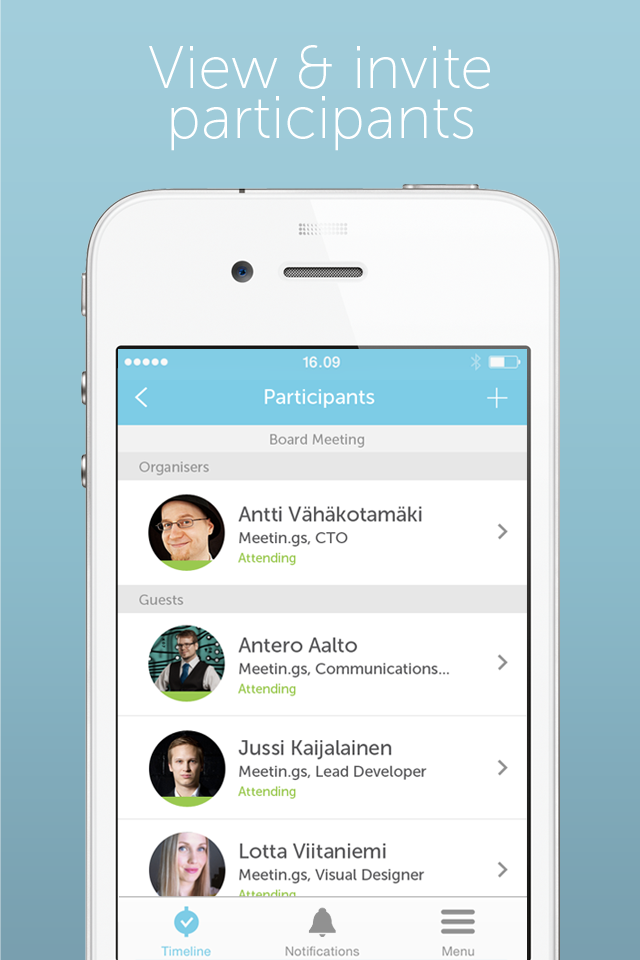 View & invite
participants
16.09
Participants
Board Meeting
Organisers
Antti Vähäkotamäki
Meetin.gs, CTO
Attending
Guests
Antero Aalto
Meetin.gs, Communications...
Attending
Jussi Kaijalainen
Meetin.gs, Lead Developer
Attending
Lotta Viitaniemi
Meetin.gs, Visual Designer
Attending
Timeline Notifications Menu